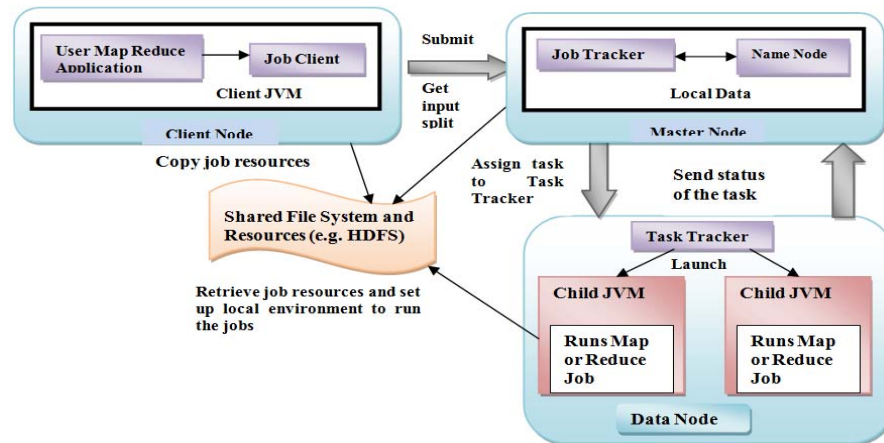 User Map Reduce
Application
Job Client
Client JVM
Client Node
Submit
Get
input
split
Job Tracker
Name Node
Local Data
Master Node
Copy job resources
Shared File System and
Resources (e.g. HDFS)
Retrieve job resources and set
up local environment to run
the jobs
Assign task
to Task
Tracker
Send status
of the task
Task Tracker
Launch
Child JVM
Runs Map
or Reduce
Job
Child JVM
Runs Map
or Reduce
Job
Data Node